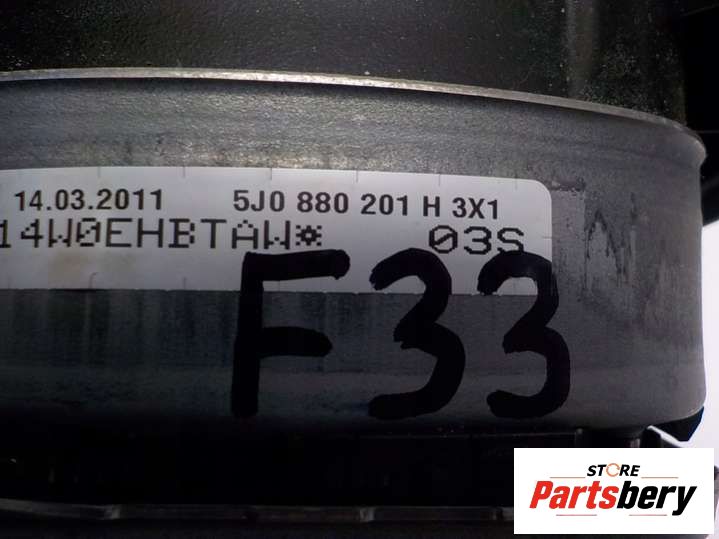 14.03.2011 5J0 880 201 H 3X1
14W0EHBTAW* 03S
F33
STORE
Partsbery